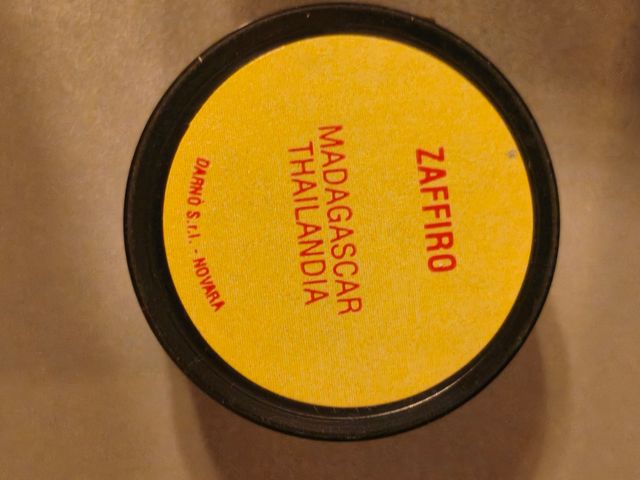 ZAFFIRO
MADAGASCAR
THAILANDIA
DARNÒ S.r.l. - NOVARA